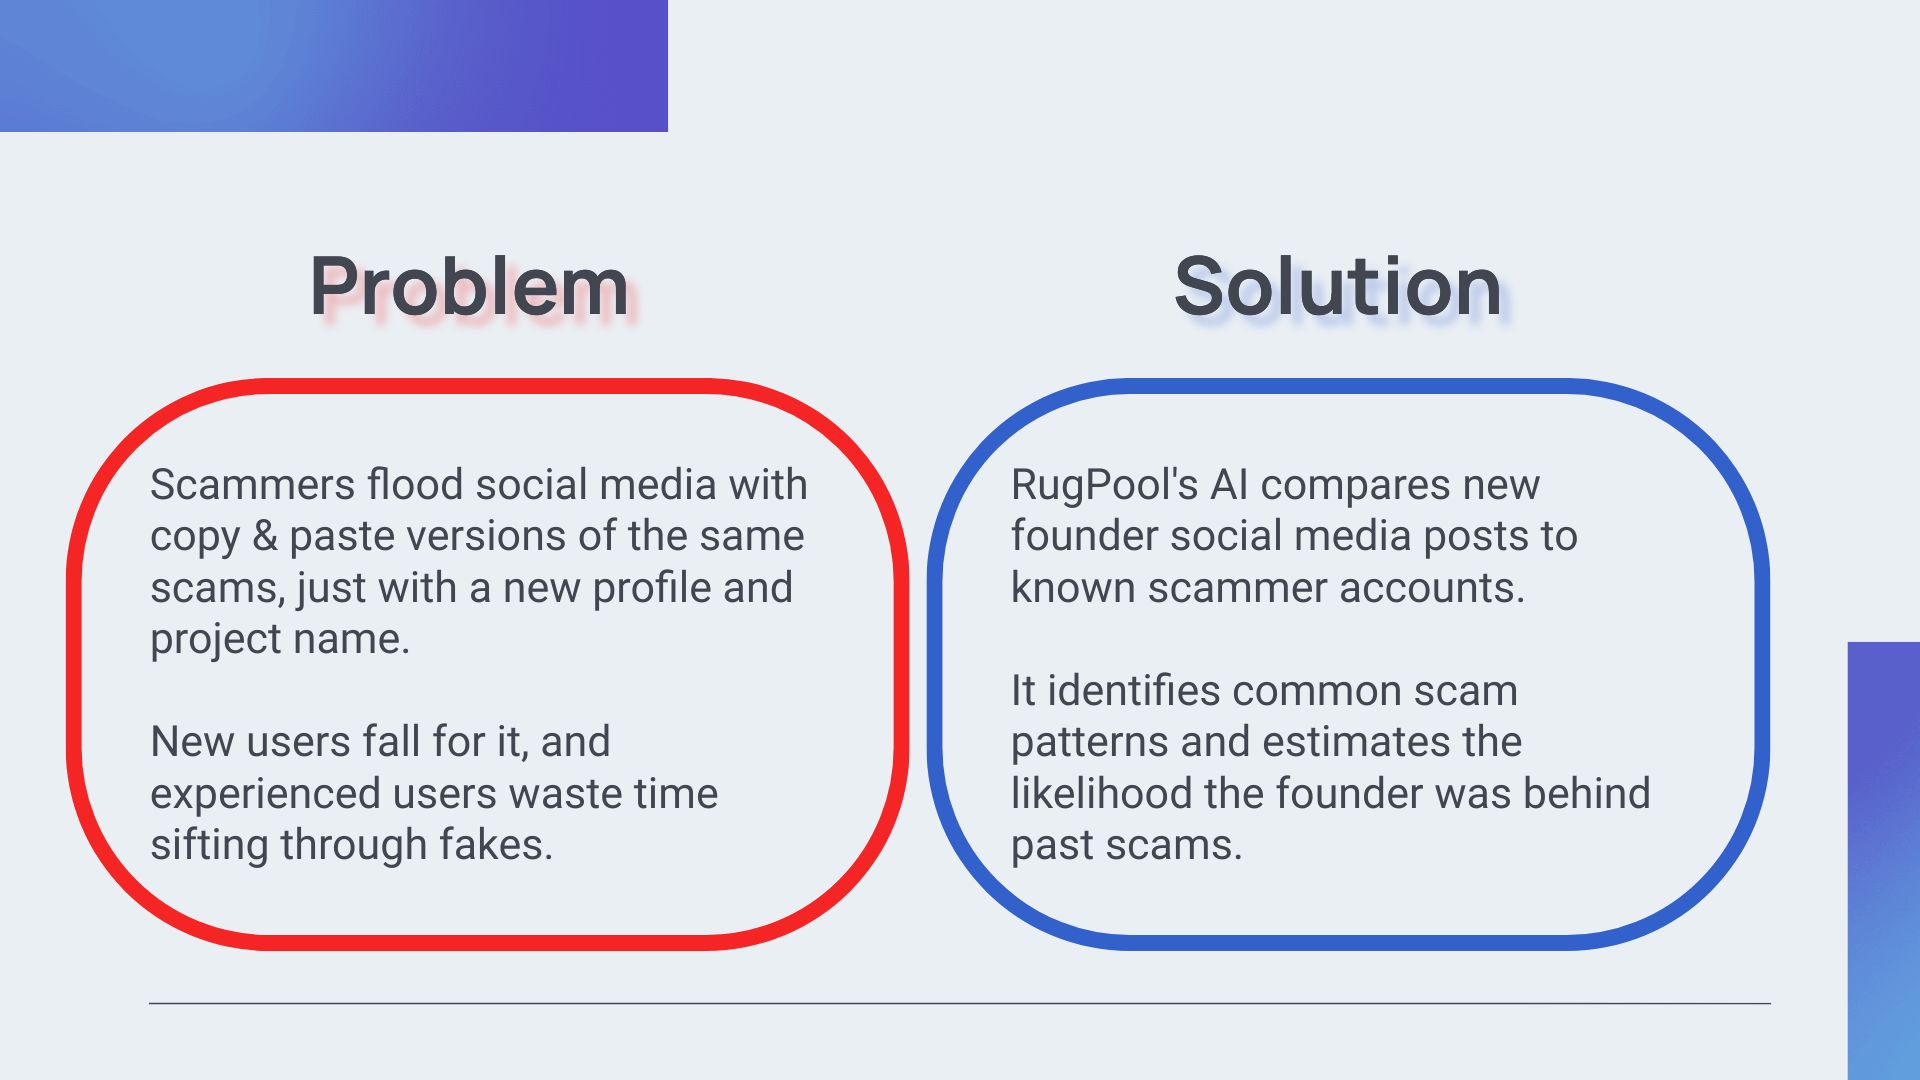 Problem
Scammers flood social media with
copy & paste versions of the same
scams, just with a new profile and
project name.
New users fall for it, and
experienced users waste time
sifting through fakes.
Solution
RugPool's AI compares new
founder social media posts to
known scammer accounts.
It identifies common scam
patterns and estimates the
likelihood the founder was behind
past scams.